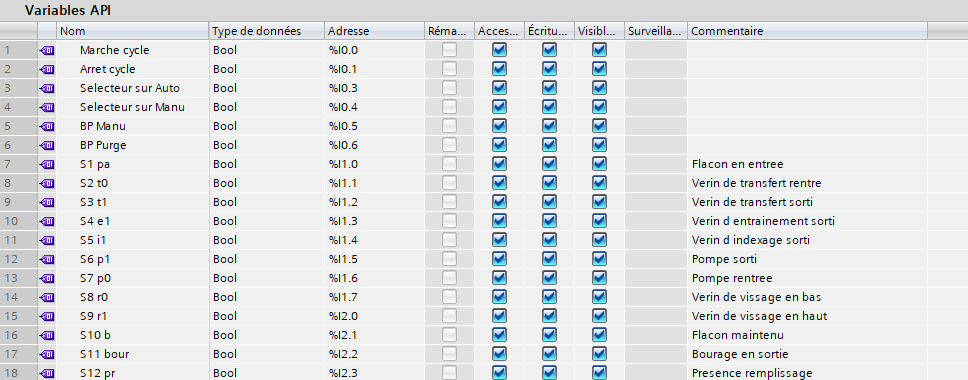 Variables API
Nom Type de données Adresse Réma... Acces... Écritu... Visibl... Surveilla... Commentaire
1 Marche cycle Bool %I0.0
2 Arret cycle Bool %I0.1
3 Selecteur sur Auto Bool %I0.3
4 Selecteur sur Manu Bool %I0.4
5 BP Manu Bool %I0.5
6 BP Purge Bool %I0.6
7 S1 pa Bool %I1.0 Flacon en entree
8 S2 t0 Bool %I1.1 Verin de transfert rentre
9 S3 t1 Bool %I1.2 Verin de transfert sorti
10 S4 e1 Bool %I1.3 Verin d entrainement sorti
11 S5 i1 Bool %I1.4 Verin d indexage sorti
12 S6 p1 Bool %I1.5 Pompe sorti
13 S7 p0 Bool %I1.6 Pompe rentree
14 S8 r0 Bool %I1.7 Verin de vissage en bas
15 S9 r1 Bool %I2.0 Verin de vissage en haut
16 S10 b Bool %I2.1 Flacon maintenu
17 S11 bour Bool %I2.2 Bourage en sortie
18 S12 pr Bool %I2.3 Presence remplissage